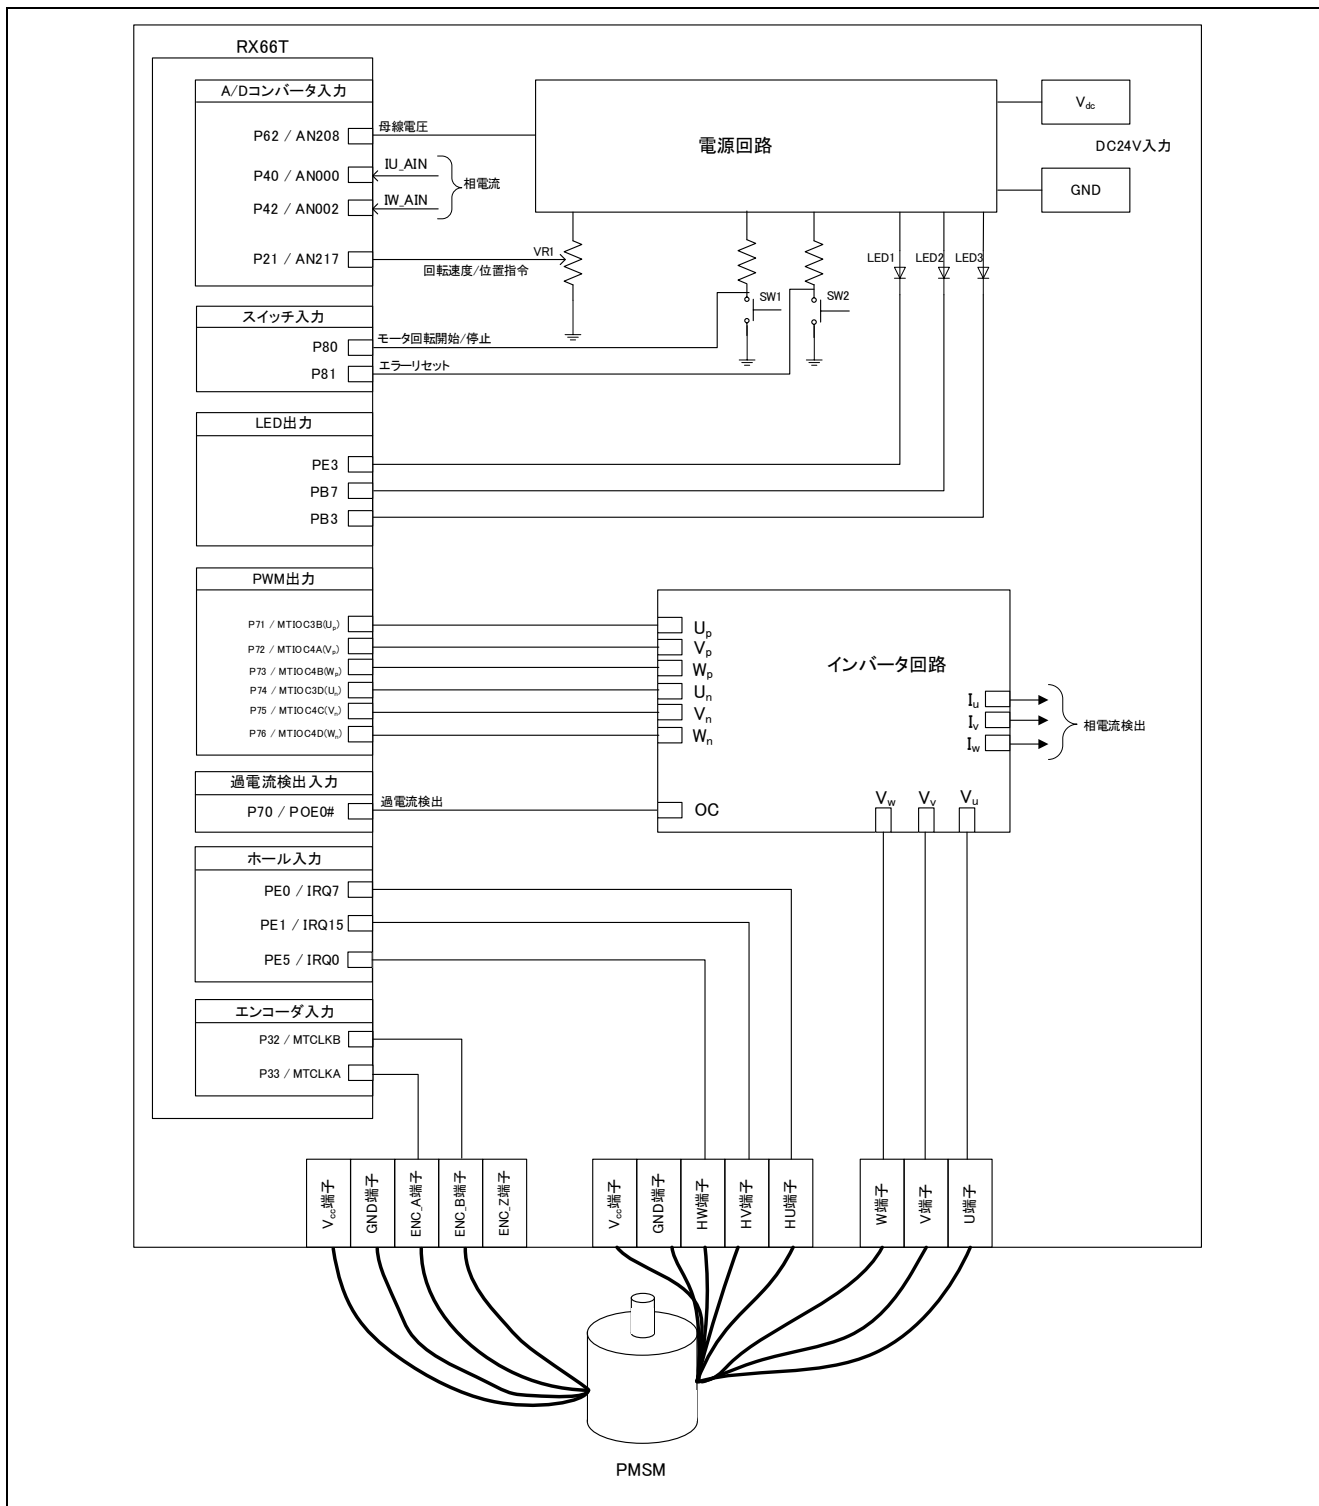 RX66T
A/Dコンバータ入力
P62 / AN208
母線電圧
P40 / AN000
IU_AIN
P42 / AN002
IW_AIN
相電流
P21 / AN217
回転速度/位置指令
VR1
電源回路
Vdc
DC24V入力
GND
SW1
SW2
LED1
LED2
LED3
スイッチ入力
P80
モータ回転開始/停止
P81
エラーリセット
LED出力
PE3
PB7
PB3
PWM出力
P71 / MTIOC3B(Up)
P72 / MTIOC4A(Vp)
P73 / MTIOC4B(Wp)
P74 / MTIOC3D(Un)
P75 / MTIOC4C(Vn)
P76 / MTIOC4D(Wn)
Up
Vp
Wp
Un
Vn
Wn
インバータ回路
Iu
Iv
Iw
相電流検出
過電流検出入力
P70 / POE0#
過電流検出
OC
Vw
Vv
Vu
ホール入力
PE0 / IRQ7
PE1 / IRQ15
PE5 / IRQ0
エンコーダ入力
P32 / MTCLKB
P33 / MTCLKA
Vcc端子
GND端子
ENC_A端子
ENC_B端子
ENC_Z端子
Vcc端子
GND端子
HW端子
HV端子
HU端子
W端子
V端子
U端子
PMSM